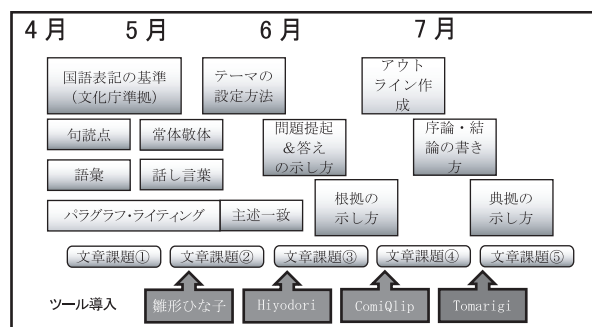 4月 5月 6月 7月
国語表記の基準
(文化庁準拠)
テーマの
設定方法
アウト
ライン作
成
句読点
常体敬体
問題提起
&答え
の示し方
序論・結
論の書き
方
語彙
話し言葉
根拠の
示し方
典拠の
示し方
パラグラフ・ライティング
主述一致
文章課題①
文章課題②
文章課題③
文章課題④
文章課題⑤
ツール導入
雛形ひな子
Hiyodori
ComiQlip
Tomarigi